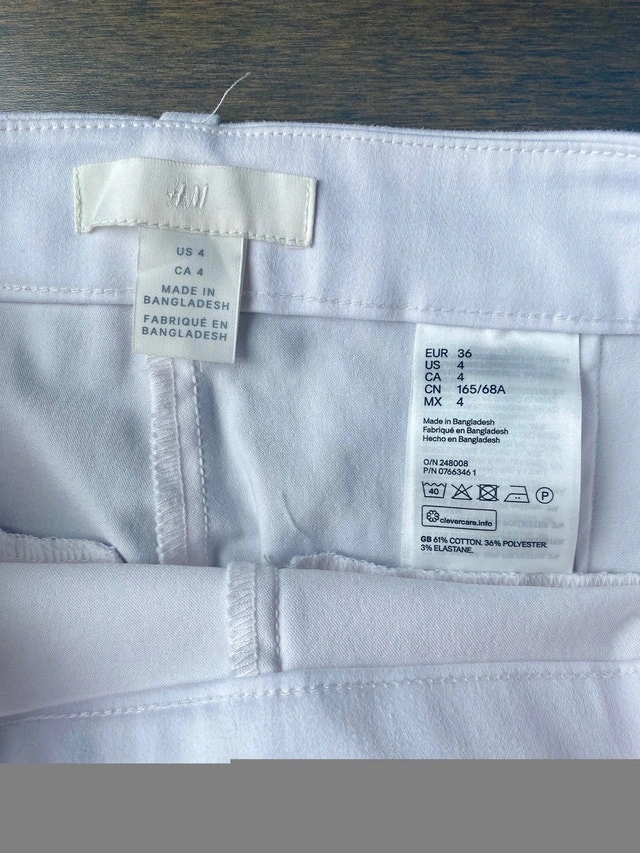 H&M
US 4
CA 4
MADE IN
BANGLADESH
FABRIQUÉ EN
BANGLADESH
EUR 36
US 4
CA 4
CN 165/68A
MX 4
Made in Bangladesh
Fabriqué en Bangladesh
Hecho en Bangladesh
O/N 248008
P/N 0766346 1
40 P
clevercare.info
GB 61% COTTON. 36% POLYESTER.
3% ELASTANE.